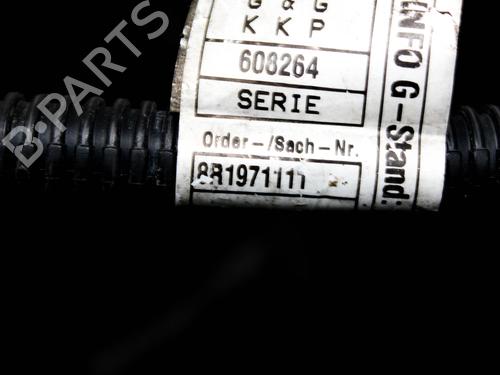 G & G
K K P
608264
SERIE
Order-/Sach-Nr.
8R1971111
INFO G-Stand:
B-PARTS